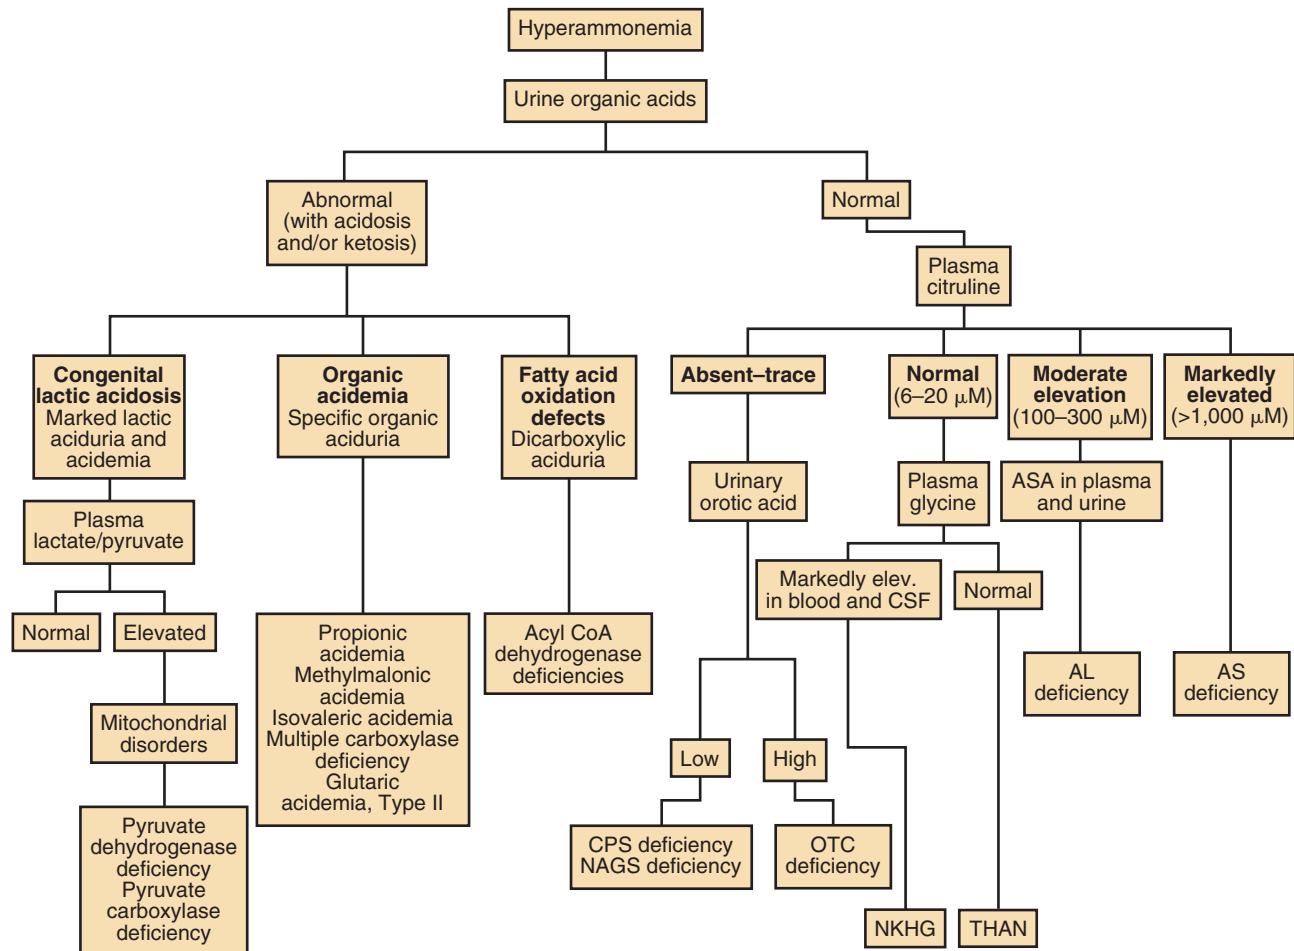 Hyperammonemia
Urine organic acids
Abnormal
(with acidosis
and/or ketosis)
Normal
Plasma
citruline
Congenital
lactic acidosis
Marked lactic
aciduria and
acidemia
Organic
acidemia
Specific organic
aciduria
Fatty acid
oxidation
defects
Dicarboxylic
aciduria
Absent–trace
Normal
(6–20 μM)
Moderate
elevation
(100–300 μM)
Markedly
elevated
(>1,000 μM)
Plasma
lactate/pyruvate
Urinary
orotic acid
Plasma
glycine
ASA in plasma
and urine
Markedly elev.
in blood and CSF
Normal
Normal
Elevated
Propionic
acidemia
Methylmalonic
acidemia
Isovaleric acidemia
Multiple carboxylase
deficiency
Glutaric
acidemia, Type II
Acyl CoA
dehydrogenase
deficiencies
AL
deficiency
AS
deficiency
Mitochondrial
disorders
Low
High
Pyruvate
dehydrogenase
deficiency
Pyruvate
carboxylase
deficiency
CPS deficiency
NAGS deficiency
OTC
deficiency
NKHG
THAN